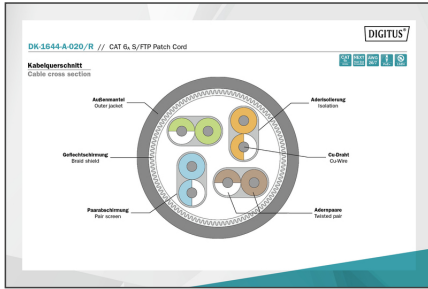 DIGITUS®
DK-1644-A-020/R // CAT 6A S/FTP Patch Cord
Kabelquerschnitt
Cable cross section
Außenmantel
Outer jacket
Aderisolierung
Isolation
Geflechtschirmung
Braid shield
Cu-Draht
Cu-Wire
Paarabschirmung
Pair screen
Adernpaare
Twisted pair